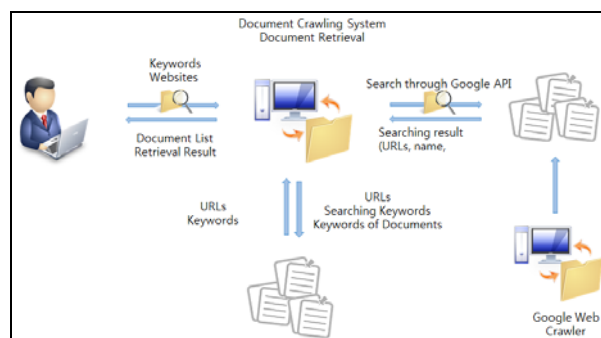 Document Crawling System
Document Retrieval
Keywords
Websites
Document List
Retrieval Result
Search through Google API
Searching result
(URLs, name,
URLs
Keywords
URLs
Searching Keywords
Keywords of Documents
Google Web
Crawler